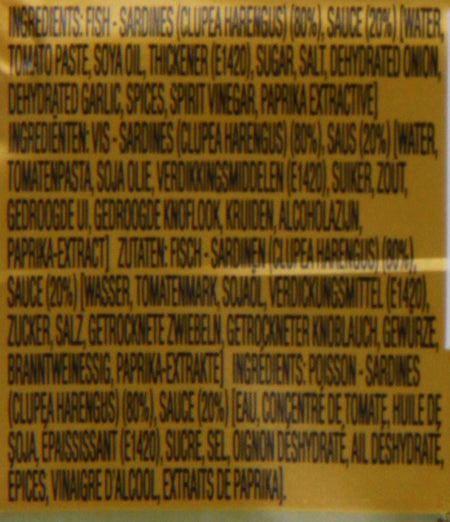 INGREDIENTS: FISH - SARDINES (CLUPEA HARENGUS) (80%), SAUCE (20%) [WATER,
TOMATO PASTE, SOYA OIL, THICKENER (E1420), SUGAR, SALT, DEHYDRATED ONION,
DEHYDRATED GARLIC, SPICES, SPIRIT VINEGAR, PAPRIKA EXTRACTIVE]
INGREDIËNTEN: VIS - SARDINES (CLUPEA HARENGUS) (80%), SAUS (20%) [WATER,
TOMATENPASTA, SOJA OLIE, VERDIKKINGSMIDDELEN (E1420), SUIKER, ZOUT,
GEDROOGDE UI, GEDROOGDE KNOFLOOK, KRUIDEN, ALCOHOLAZIJN,
PAPRIKA-EXTRACT] ZUTATEN: FISCH - SARDINEN (CLUPEA HARENGUS) (80%),
SAUCE (20%) [WASSER, TOMATENMARK, SOJAÖL, VERDICKUNGSMITTEL (E1420),
ZUCKER, SALZ, GETROCKNETE ZWIEBELN, GETROCKNETER KNOBLAUCH, GEWÜRZE,
BRANNTWEINESSIG, PAPRIKA-EXTRAKTE] INGRÉDIENTS: POISSON - SARDINES
(CLUPEA HARENGUS) (80%), SAUCE (20%) [EAU, CONCENTRÉ DE TOMATE, HUILE DE
SOJA, ÉPAISSISSANT (E1420), SUCRE, SEL, OIGNON DÉSHYDRATÉ, AIL DÉSHYDRATÉ,
ÉPICES, VINAIGRE D'ALCOOL, EXTRAITS DE PAPRIKA].